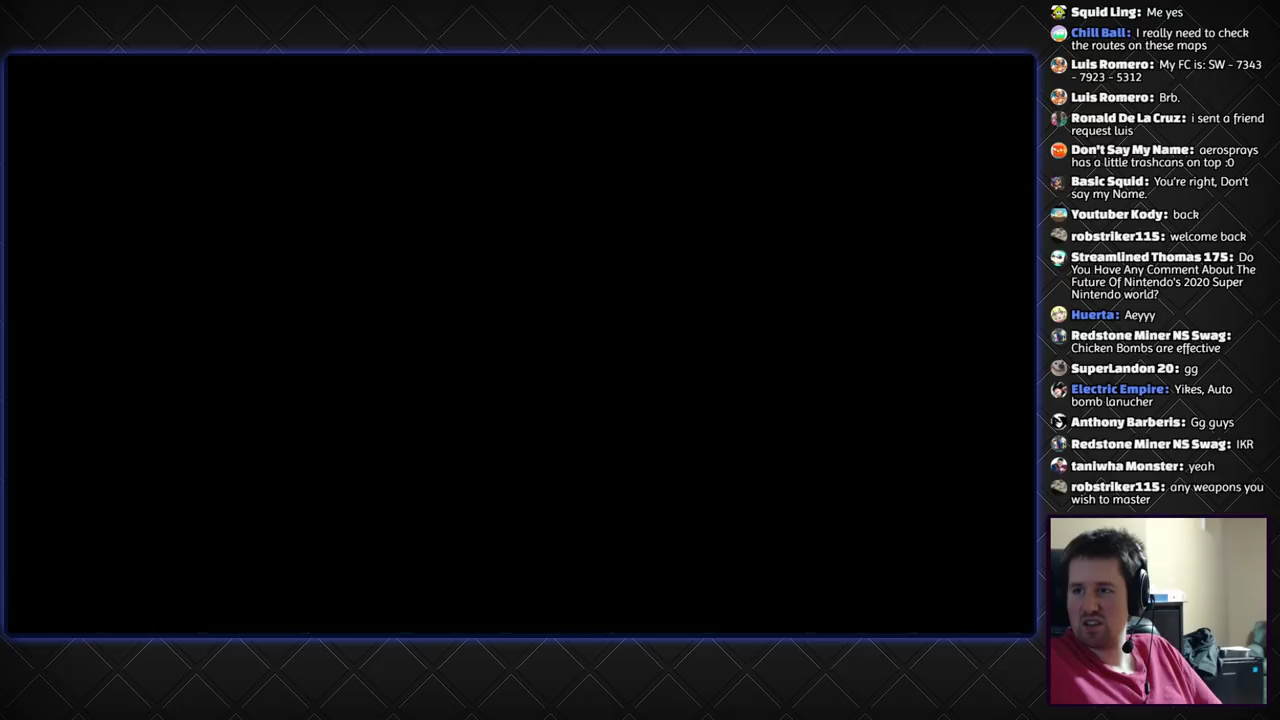 Squid Ling: Me yes
Chill Ball: I really need to check
the routes on these maps
Luis Romero: My FC is: SW - 7343
- 7923 - 5312
Luis Romero: Brb.
Ronald De La Cruz: i sent a friend
request luis
Don't Say My Name: aerosprays
has a little trashcans on top :0
Basic Squid: You're right, Don't
say my Name.
Youtuber Kody: back
robstriker115: welcome back
Streamlined Thomas 175: Do
You Have Any Comment About The
Future Of Nintendo's 2020 Super
Nintendo world?
Huerta: Aeyyy
Redstone Miner NS Swag:
Chicken Bombs are effective
SuperLandon 20: gg
Electric Empire: Yikes, Auto
bomb lanucher
Anthony Barberis: Gg guys
Redstone Miner NS Swag: IKR
taniwha Monster: yeah
robstriker115: any weapons you
wish to master